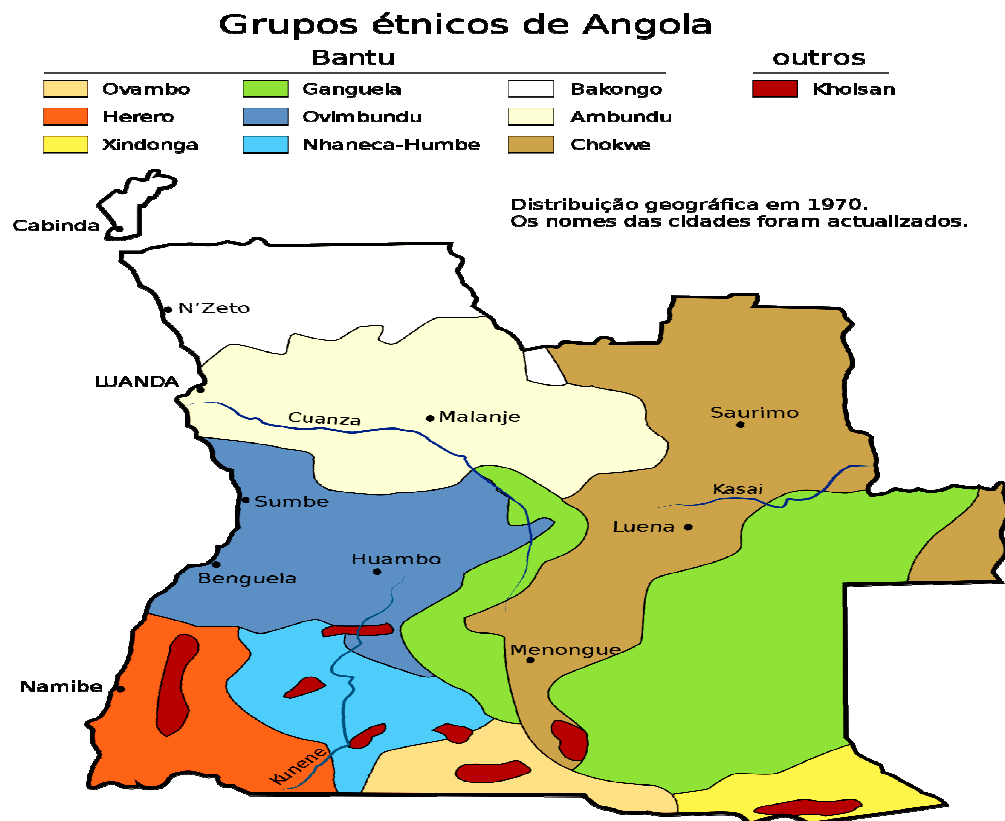 Grupos étnicos de Angola
Bantu
outros
Ovambo
Ganguela
Bakongo
Khoisan
Herero
Ovimbundu
Ambundu
Xindonga
Nhaneca-Humbe
Chokwe
Distribuição geográfica em 1970.
Os nomes das cidades foram actualizados.
Cabinda
N'Zeto
LUANDA
Cuanza
Malanje
Saurimo
Kasai
Sumbe
Luena
Huambo
Benguela
Menongue
Namibe
Kunene